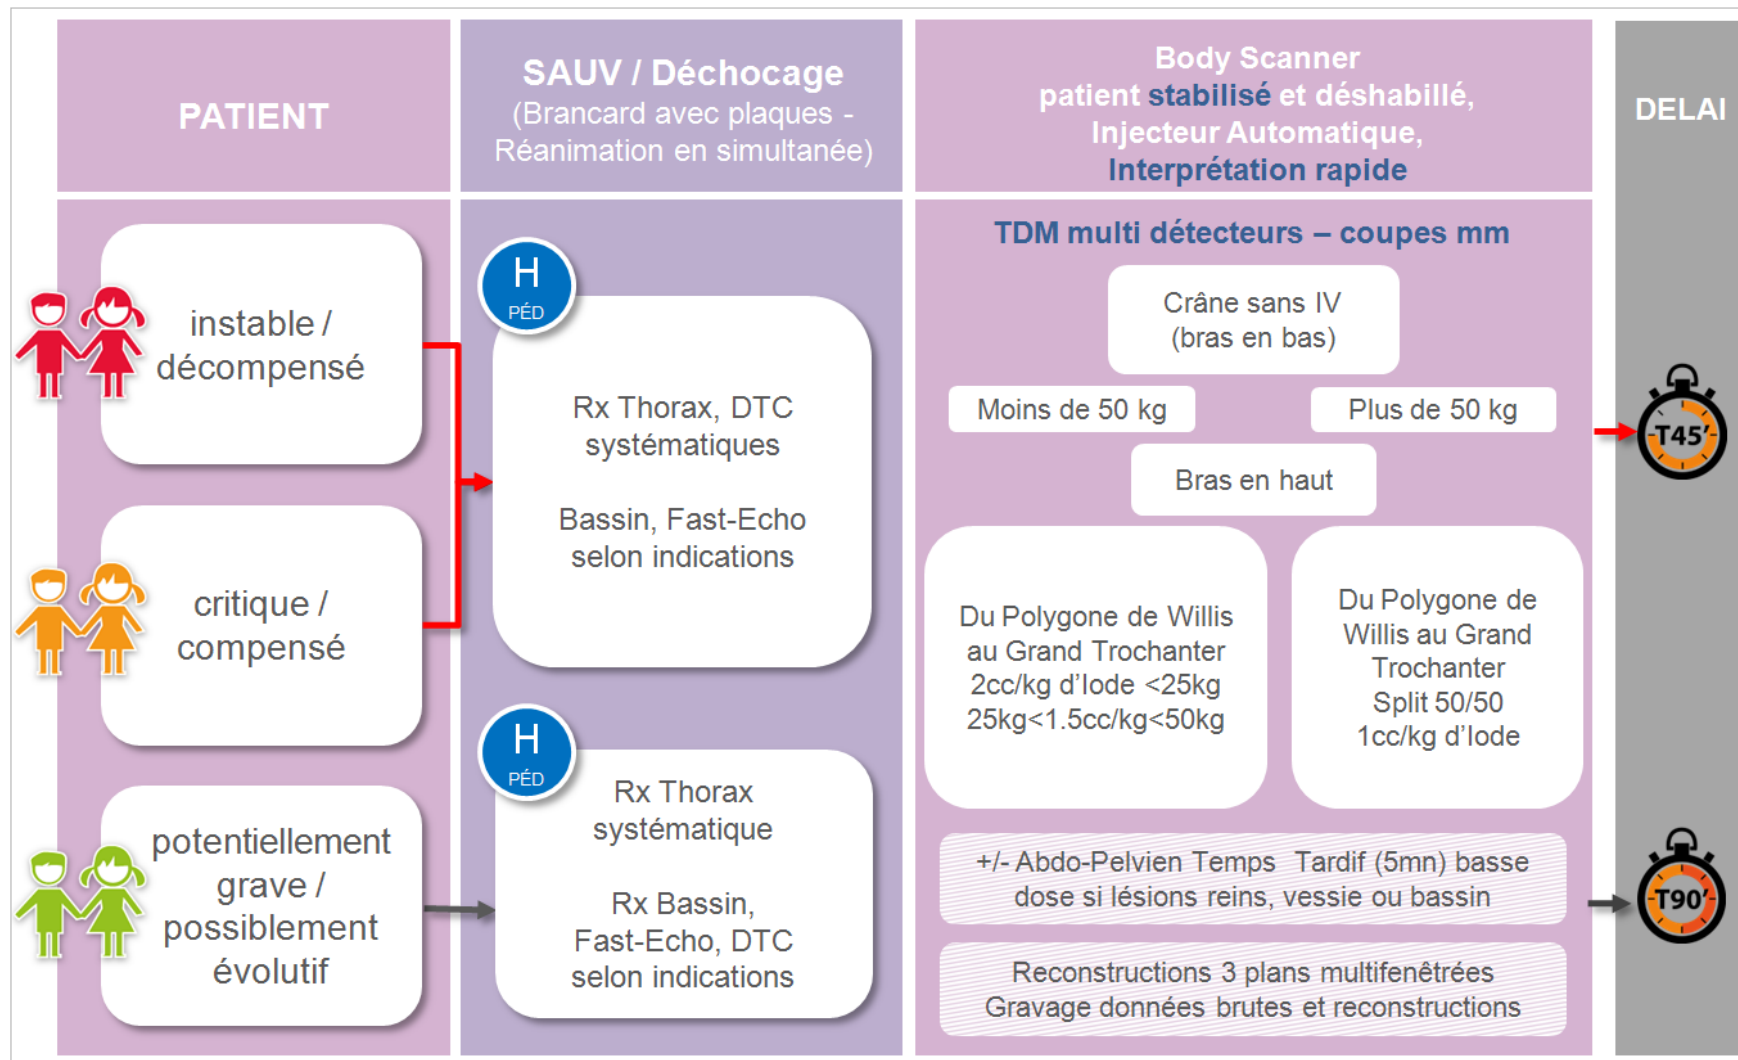 PATIENT
SAUV / Déchocage
(Brancard avec plaques -
Réanimation en simultanée)
Body Scanner
patient stabilisé et déshabillé,
Injecteur Automatique,
Interprétation rapide
DELAI
instable /
décompensé
critique /
compensé
potentiellement
grave /
possiblement
évolutif
H
PÉD
Rx Thorax, DTC
systématiques
Bassin, Fast-Echo
selon indications
H
PÉD
Rx Thorax
systématique
Rx Bassin,
Fast-Echo, DTC
selon indications
TDM multi détecteurs – coupes mm
Crâne sans IV
(bras en bas)
Moins de 50 kg
Plus de 50 kg
Bras en haut
Du Polygone de Willis
au Grand Trochanter
2cc/kg d'Iode <25kg
25kg<1.5cc/kg<50kg
Du Polygone de
Willis au Grand
Trochanter
Split 50/50
1cc/kg d'Iode
+/- Abdo-Pelvien Temps Tardif (5mn) basse
dose si lésions reins, vessie ou bassin
Reconstructions 3 plans multifenêtrées
Gravage données brutes et reconstructions
T45'
T90'